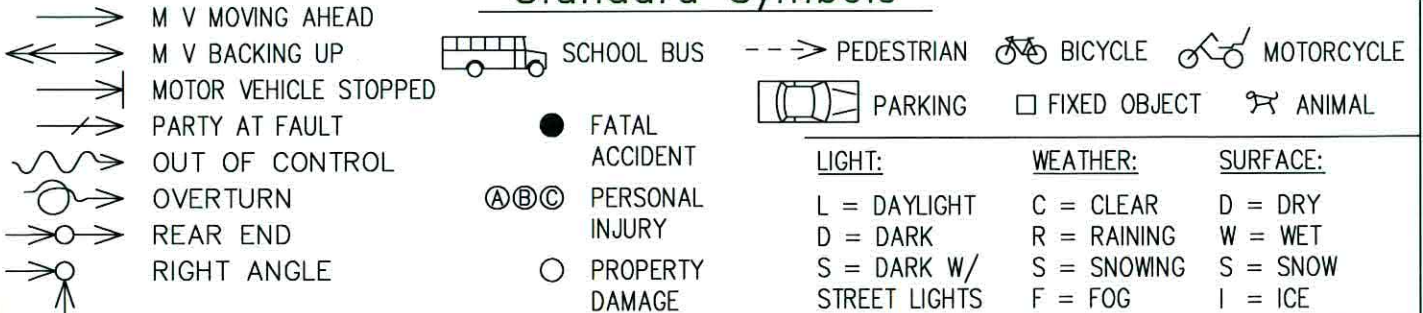 Standard Symbols
M V MOVING AHEAD
M V BACKING UP
MOTOR VEHICLE STOPPED
PARTY AT FAULT
OUT OF CONTROL
OVERTURN
REAR END
RIGHT ANGLE
SCHOOL BUS
FATAL
ACCIDENT
Ⓐ Ⓑ Ⓒ PERSONAL
INJURY
PROPERTY
DAMAGE
PEDESTRIAN
BICYCLE
MOTORCYCLE
PARKING
FIXED OBJECT
ANIMAL
LIGHT:
L = DAYLIGHT
D = DARK
S = DARK W/
STREET LIGHTS
WEATHER:
C = CLEAR
R = RAINING
S = SNOWING
F = FOG
SURFACE:
D = DRY
W = WET
S = SNOW
I = ICE